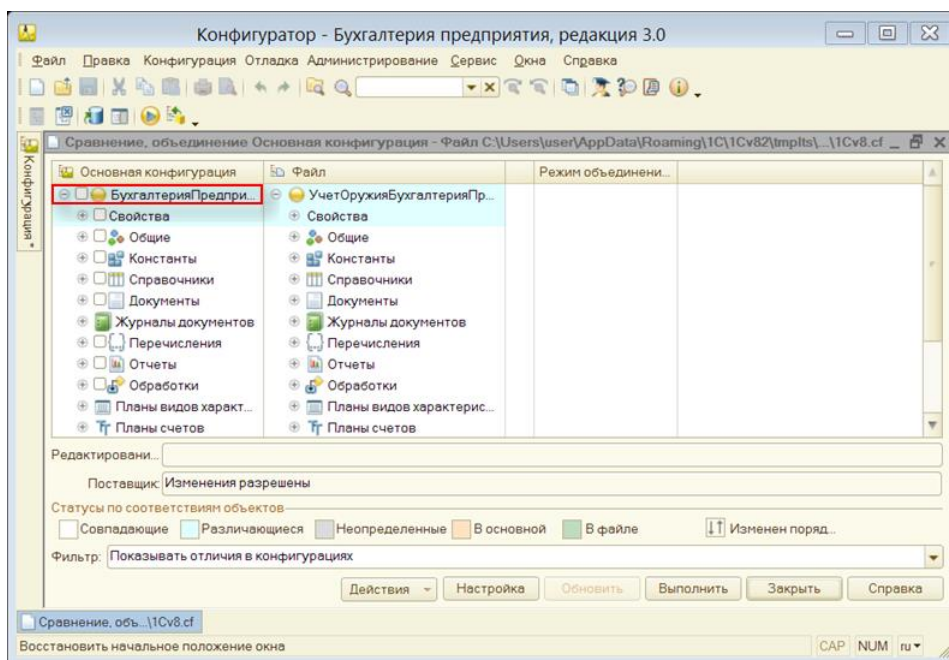 Конфигуратор - Бухгалтерия предприятия, редакция 3.0
Файл Правка Конфигурация Отладка Администрирование Сервис Окна Справка
Конфигурация *
Сравнение, объединение Основная конфигурация - Файл C:\Users\user\AppData\Roaming\1C\1Cv82\tmplts\...\1Cv8.cf
Основная конфигурация Файл Режим объединени...
БухгалтерияПредпри... УчетОружияБухгалтерияПр...
Свойства Свойства
Общие Общие
Константы Константы
Справочники Справочники
Документы Документы
Журналы документов Журналы документов
Перечисления Перечисления
Отчеты Отчеты
Обработки Обработки
Планы видов характ... Планы видов характерис...
Планы счетов Планы счетов
Редактировани...
Поставщик: Изменения разрешены
Статусы по соответствиям объектов
Совпадающие Различающиеся Неопределенные В основной В файле Изменен поряд...
Фильтр: Показывать отличия в конфигурациях
Действия Настройка Обновить Выполнить Закрыть Справка
Сравнение, объ...\1Cv8.cf
Восстановить начальное положение окна CAP NUM ru